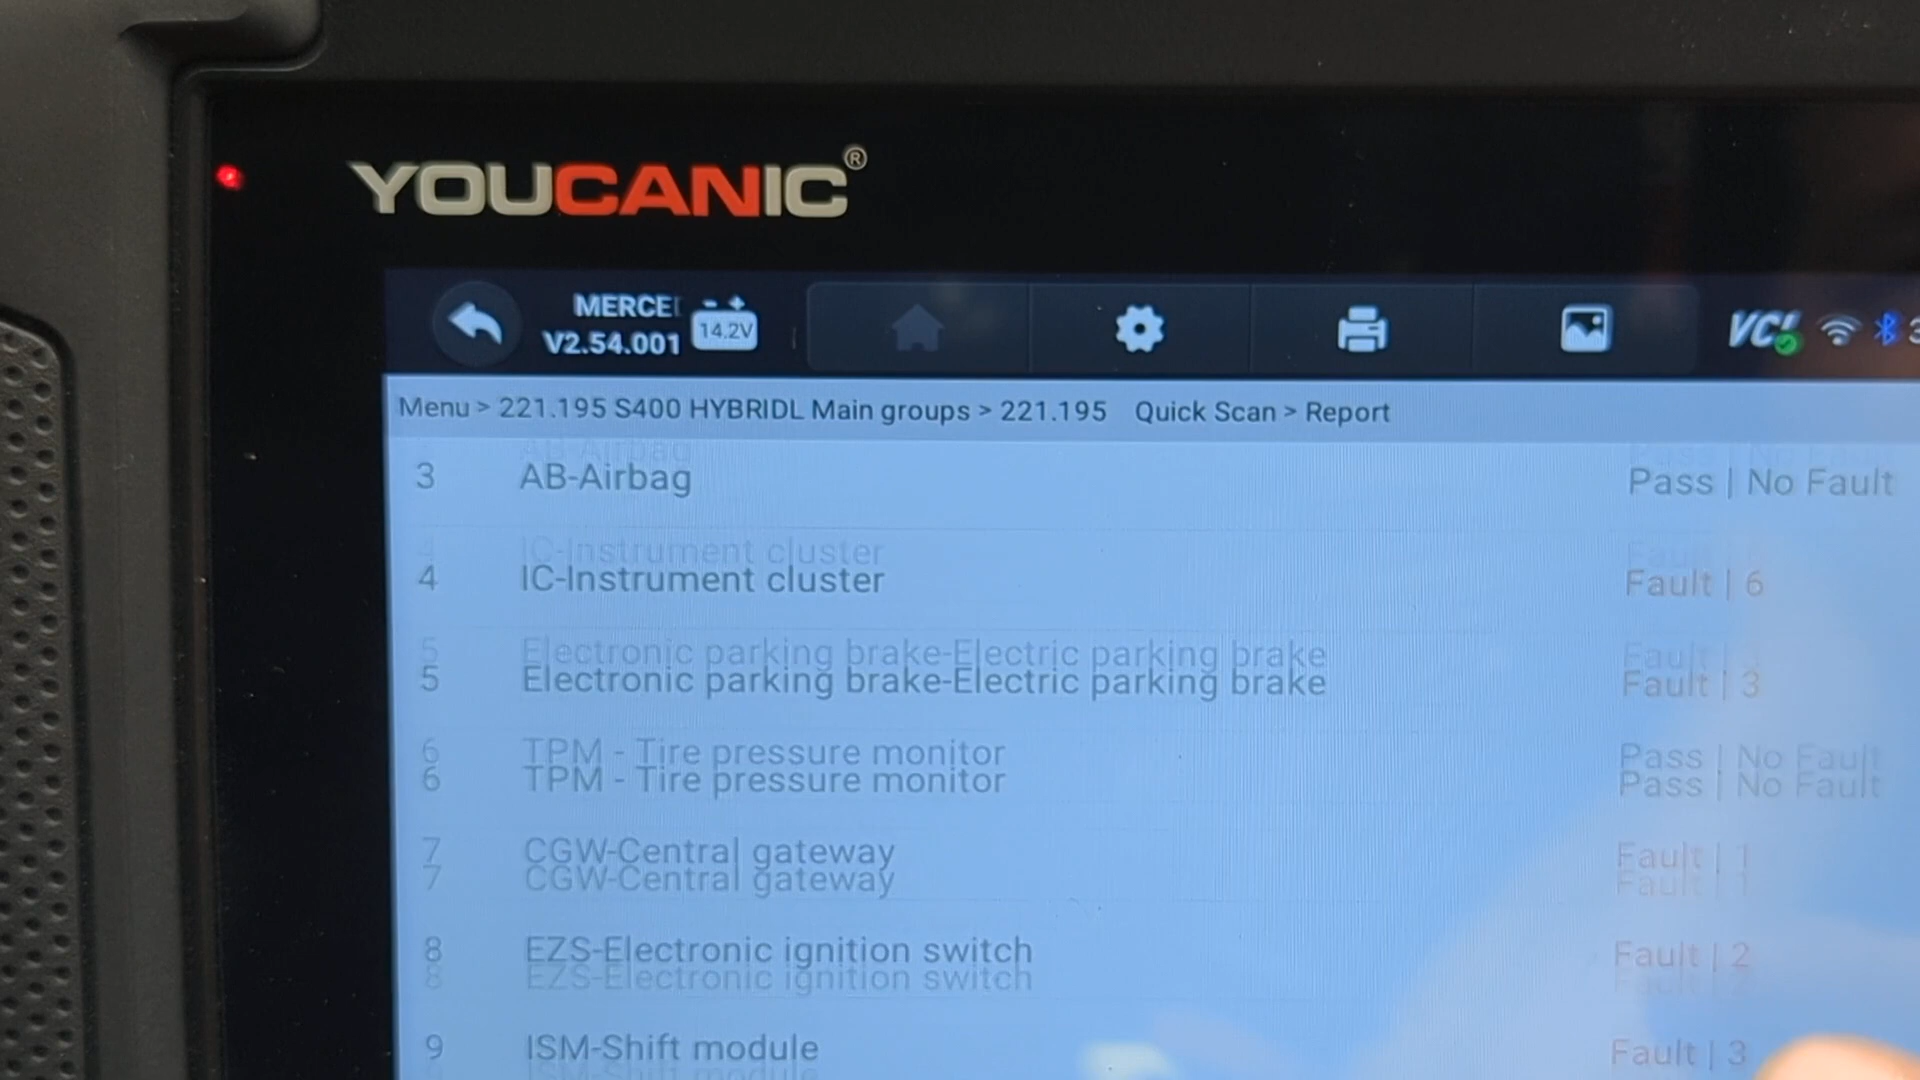 YOUCANIC®
MERCE
V2.54.001
14.2V
VCI
Menu > 221.195 S400 HYBRIDL Main groups > 221.195 Quick Scan > Report
3 AB-Airbag Pass | No Fault
4 IC-Instrument cluster Fault | 6
5 Electronic parking brake-Electric parking brake Fault | 3
6 TPM - Tire pressure monitor Pass | No Fault
7 CGW-Central gateway Fault | 1
8 EZS-Electronic ignition switch Fault | 2
9 ISM-Shift module Fault | 3